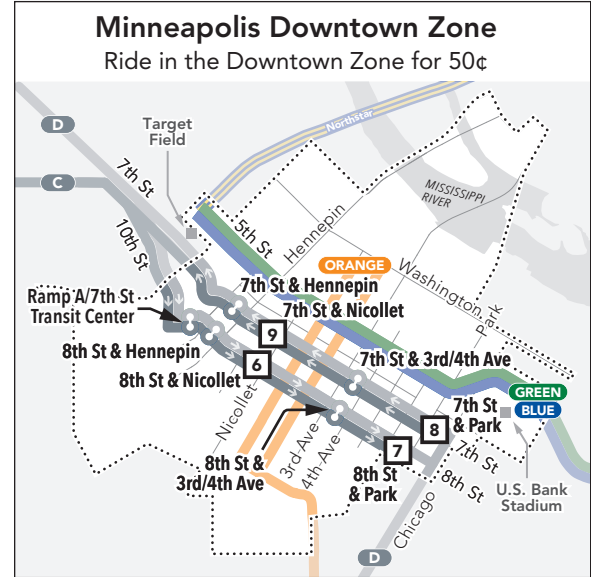 Minneapolis Downtown Zone
Ride in the Downtown Zone for 50¢
D
Target
Field
Northstar
7th St
C
MISSISSIPPI
RIVER
10th St
5th St
Hennepin
ORANGE
Washington
Park
Ramp A/7th St
Transit Center
7th St & Hennepin
7th St & Nicollet
9
8th St & Hennepin
6
8th St & Nicollet
7th St & 3rd/4th Ave
GREEN
BLUE
Nicollet
7th St
& Park
8
3rd Ave
4th Ave
7
7th St
8th St &
3rd/4th Ave
8th St
& Park
8th St
U.S. Bank
Stadium
Chicago
D